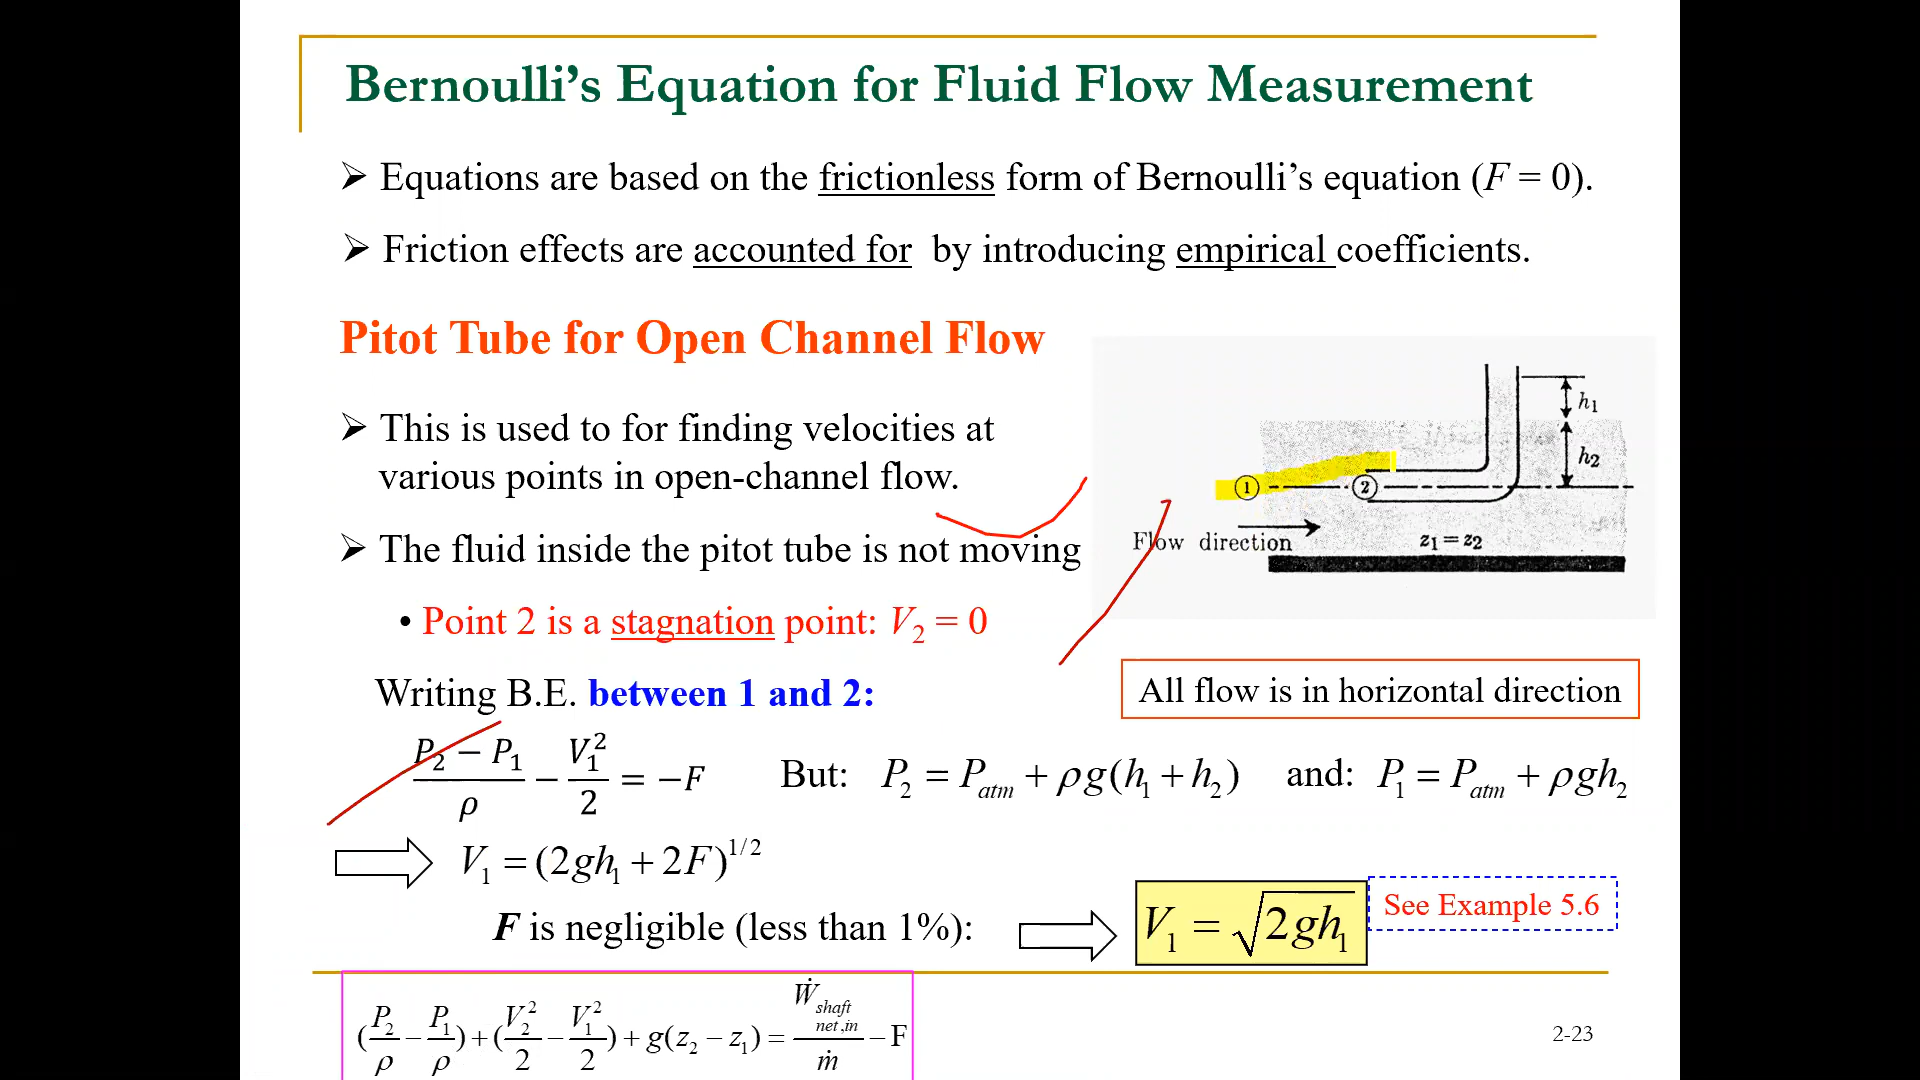 Bernoulli's Equation for Fluid Flow Measurement
➢ Equations are based on the frictionless form of Bernoulli's equation (F = 0).
➢ Friction effects are accounted for by introducing empirical coefficients.
Pitot Tube for Open Channel Flow
➢ This is used to for finding velocities at
various points in open-channel flow.
➢ The fluid inside the pitot tube is not moving
• Point 2 is a stagnation point: V₂ = 0
h₁
h₂
① ②
Flow direction
z₁ = z₂
All flow is in horizontal direction
Writing B.E. between 1 and 2:
(P₂ − P₁)/ρ − V₁²/2 = −F
But: P₂ = Pₐₜₘ + ρg(h₁ + h₂) and: P₁ = Pₐₜₘ + ρgh₂
V₁ = (2gh₁ + 2F)^1/2
F is negligible (less than 1%):
V₁ = √2gh₁
See Example 5.6
(P₂/ρ − P₁/ρ) + (V₂²/2 − V₁²/2) + g(z₂ − z₁) = Ẇ shaft net,in/ṁ − F
2-23